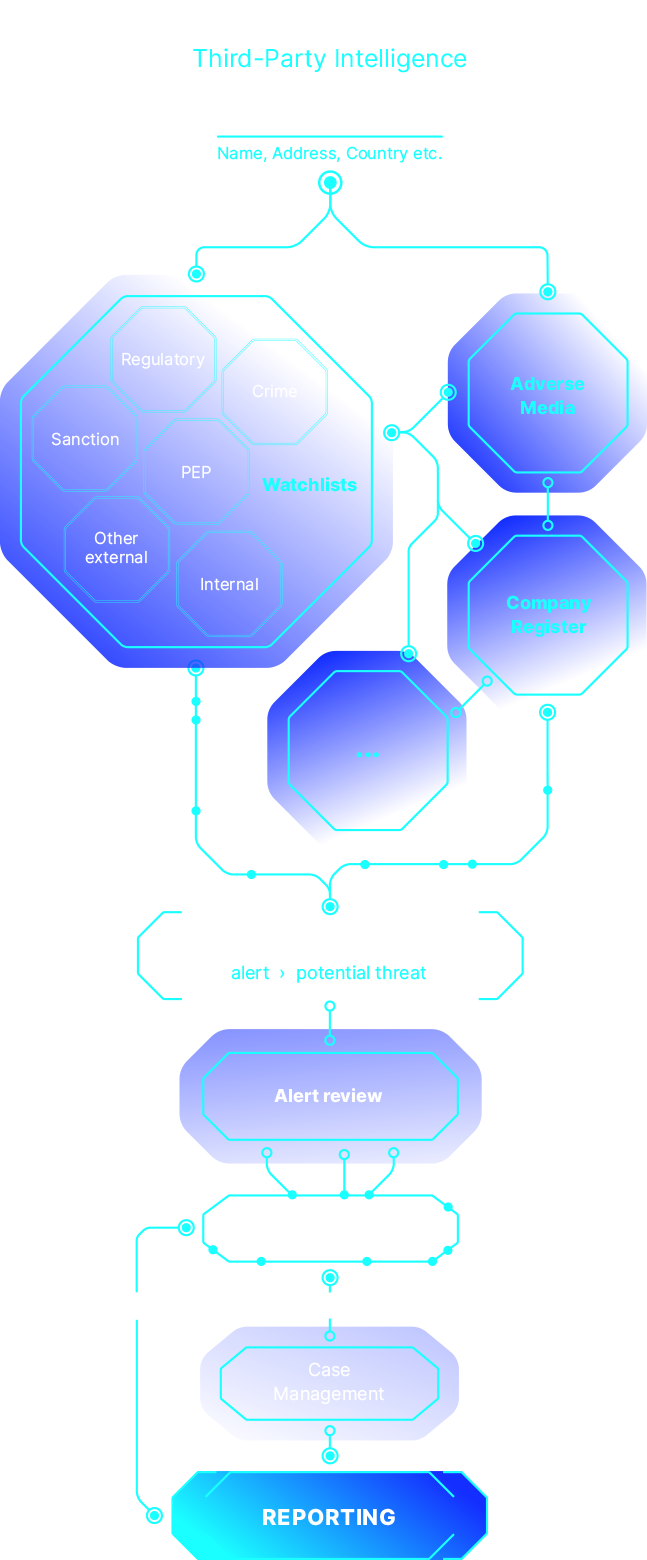 Third-Party Intelligence
Name, Address, Country etc.
Regulatory
Crime
Sanction
PEP
Watchlists
Other
external
Internal
Adverse
Media
Company
Register
...
alert › potential threat
Alert review
Case
Management
REPORTING